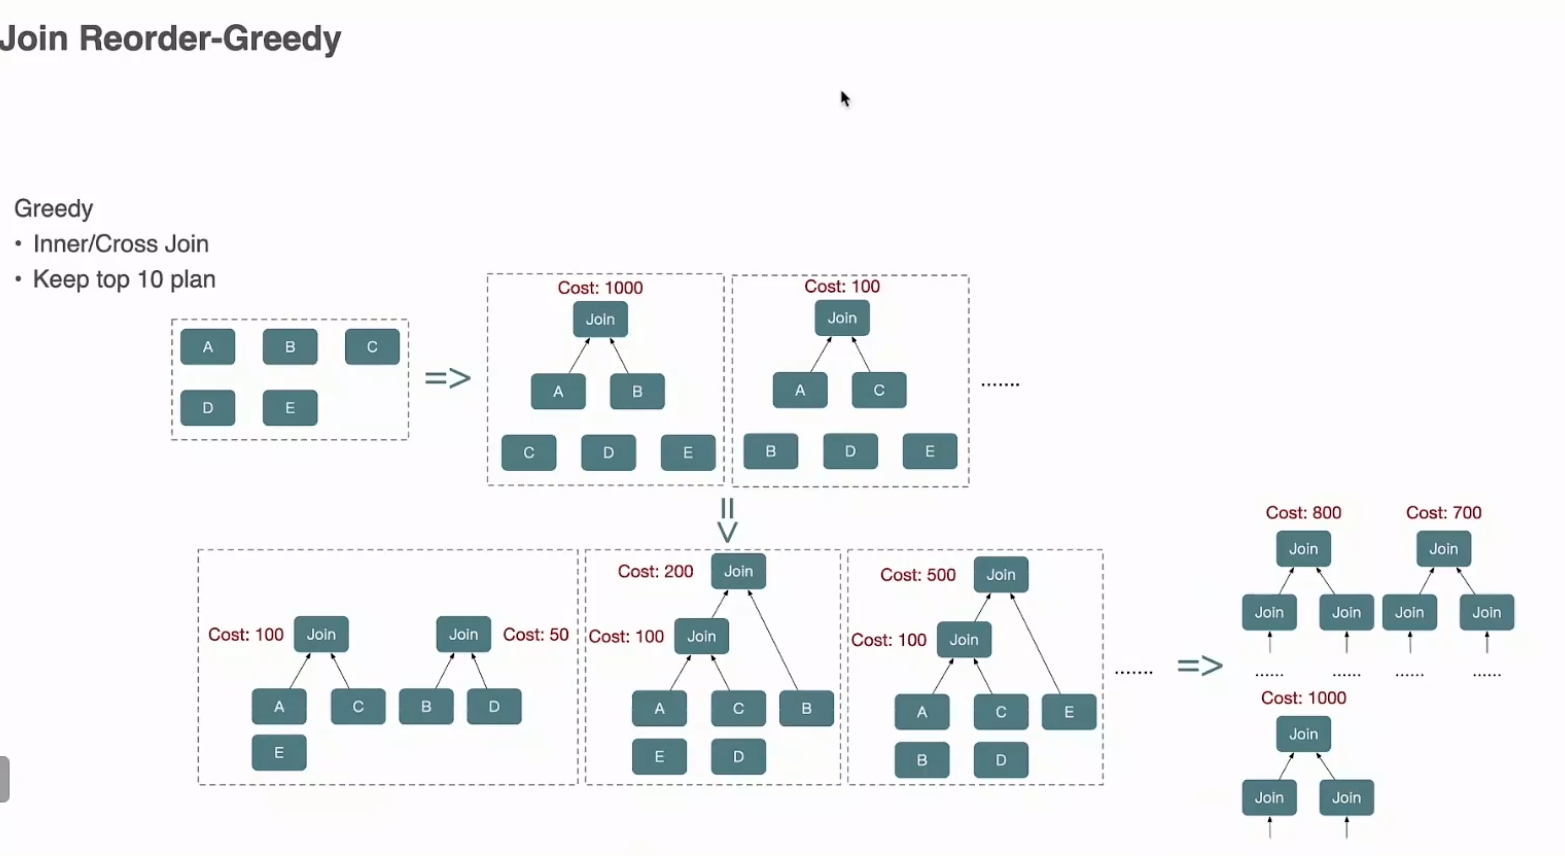 Join Reorder-Greedy
Greedy
• Inner/Cross Join
• Keep top 10 plan
A B C
D E
=>
Cost: 1000
Join
A B
C D E
Cost: 100
Join
A C
B D E
.......
=>
Cost: 100 Join Join Cost: 50
A C B D
E
Cost: 200 Join
Cost: 100 Join
A C B
E D
Cost: 500 Join
Cost: 100 Join
A C E
B D
.......
=>
Cost: 800
Join
Join Join
...... ......
Cost: 700
Join
Join Join
...... ......
Cost: 1000
Join
Join Join